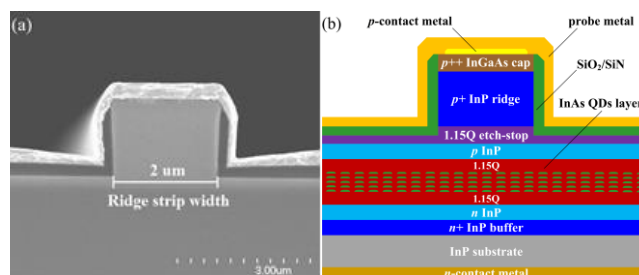 (a)
2 um
Ridge strip width
3.00um
(b)
p-contact metal
probe metal
p++ InGaAs cap
SiO2/SiN
p+ InP ridge
InAs QDs layer
1.15Q etch-stop
p InP
1.15Q
1.15Q
n InP
n+ InP buffer
InP substrate
n-contact metal